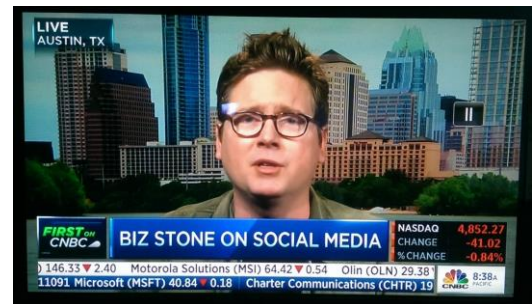 LIVE
AUSTIN, TX
FIRST ON
CNBC
BIZ STONE ON SOCIAL MEDIA
NASDAQ 4,852.27
CHANGE -41.02
% CHANGE -0.84%
) 146.33 ▼ 2.40 Motorola Solutions (MSI) 64.42 ▼ 0.54 Olin (OLN) 29.38
11091 Microsoft (MSFT) 40.84 ▼ 0.18 Charter Communications (CHTR) 19
CNBC
8:38A
PACIFIC